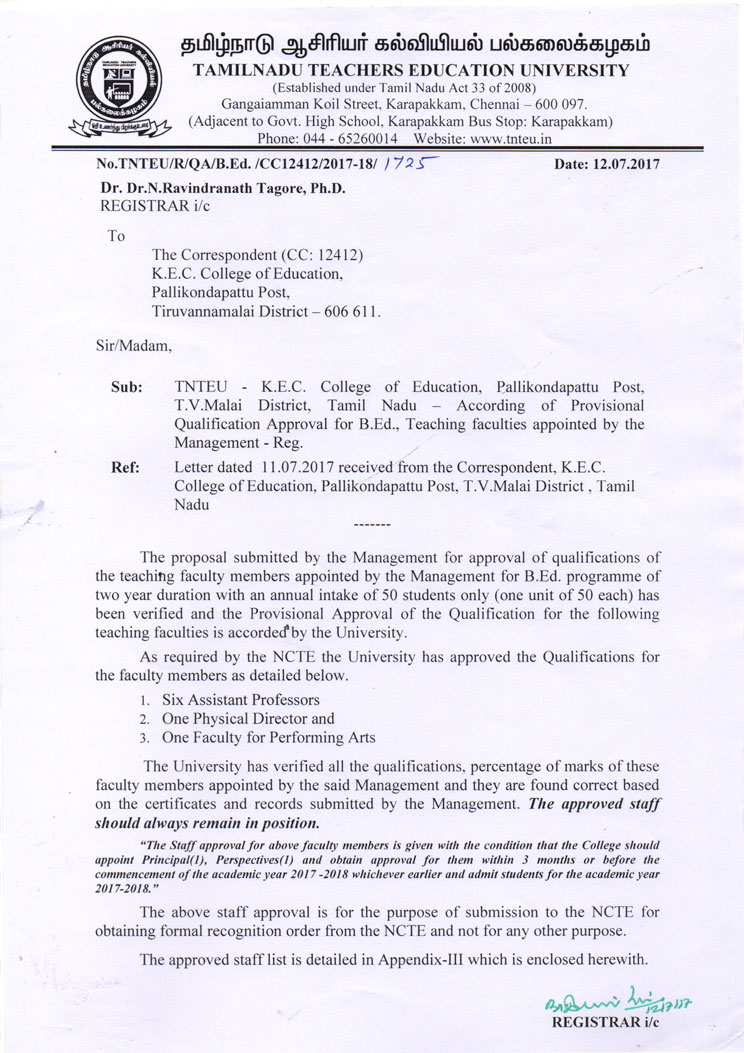 தமிழ்நாடு ஆசிரியர் கல்வியியல் பல்கலைக்கழகம்
TAMILNADU TEACHERS EDUCATION UNIVERSITY
(Established under Tamil Nadu Act 33 of 2008)
Gangaiamman Koil Street, Karapakkam, Chennai – 600 097.
(Adjacent to Govt. High School, Karapakkam Bus Stop: Karapakkam)
Phone: 044 - 65260014 Website: www.tnteu.in
No.TNTEU/R/QA/B.Ed. /CC12412/2017-18/ 1725 Date: 12.07.2017
Dr. Dr.N.Ravindranath Tagore, Ph.D.
REGISTRAR i/c
To
The Correspondent (CC: 12412)
K.E.C. College of Education,
Pallikondapattu Post,
Tiruvannamalai District – 606 611.
Sir/Madam,
Sub: TNTEU - K.E.C. College of Education, Pallikondapattu Post,
T.V.Malai District, Tamil Nadu – According of Provisional
Qualification Approval for B.Ed., Teaching faculties appointed by the
Management - Reg.
Ref: Letter dated 11.07.2017 received from the Correspondent, K.E.C.
College of Education, Pallikondapattu Post, T.V.Malai District , Tamil
Nadu
-------
The proposal submitted by the Management for approval of qualifications of
the teaching faculty members appointed by the Management for B.Ed. programme of
two year duration with an annual intake of 50 students only (one unit of 50 each) has
been verified and the Provisional Approval of the Qualification for the following
teaching faculties is accorded by the University.
As required by the NCTE the University has approved the Qualifications for
the faculty members as detailed below.
1. Six Assistant Professors
2. One Physical Director and
3. One Faculty for Performing Arts
The University has verified all the qualifications, percentage of marks of these
faculty members appointed by the said Management and they are found correct based
on the certificates and records submitted by the Management. The approved staff
should always remain in position.
“The Staff approval for above faculty members is given with the condition that the College should
appoint Principal(1), Perspectives(1) and obtain approval for them within 3 months or before the
commencement of the academic year 2017 -2018 whichever earlier and admit students for the academic year
2017-2018.”
The above staff approval is for the purpose of submission to the NCTE for
obtaining formal recognition order from the NCTE and not for any other purpose.
The approved staff list is detailed in Appendix-III which is enclosed herewith.
12/7/17
REGISTRAR i/c